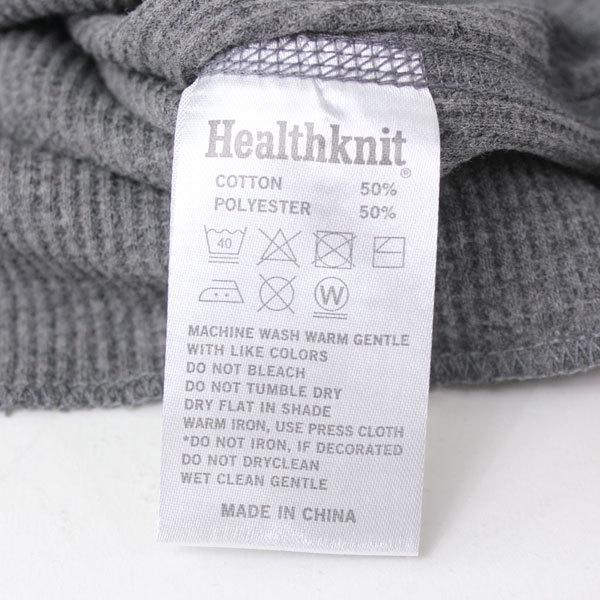 Healthknit®
COTTON 50%
POLYESTER 50%
40
W
MACHINE WASH WARM GENTLE
WITH LIKE COLORS
DO NOT BLEACH
DO NOT TUMBLE DRY
DRY FLAT IN SHADE
WARM IRON, USE PRESS CLOTH
*DO NOT IRON, IF DECORATED
DO NOT DRYCLEAN
WET CLEAN GENTLE
MADE IN CHINA